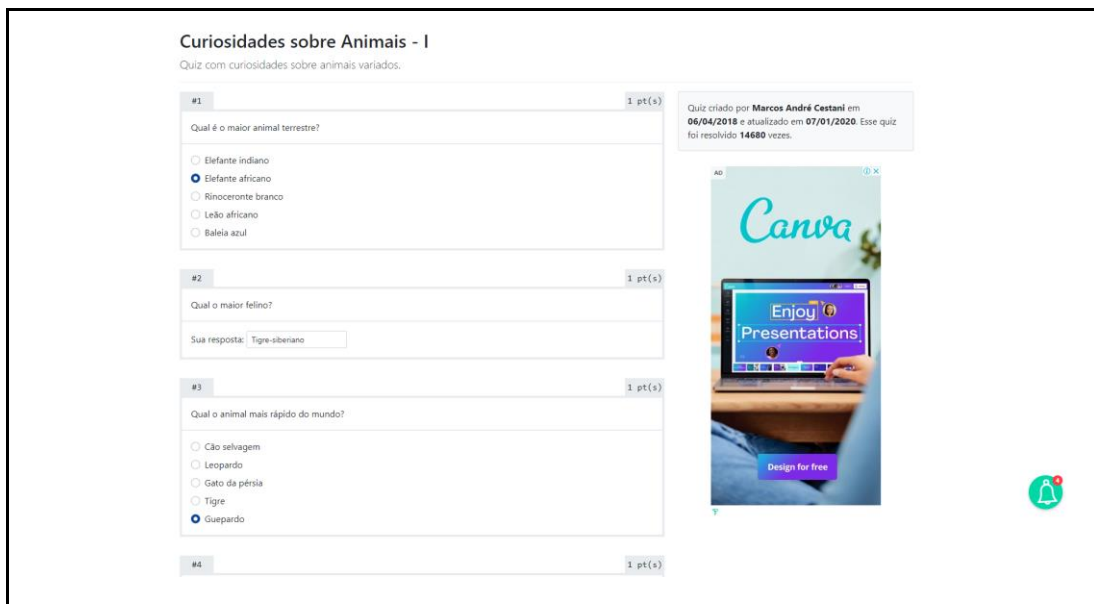 Curiosidades sobre Animais - I
Quiz com curiosidades sobre animais variados.
#1 1 pt(s)
Qual é o maior animal terrestre?
Elefante indiano
Elefante africano
Rinoceronte branco
Leão africano
Baleia azul
#2 1 pt(s)
Qual o maior felino?
Sua resposta: Tigre-siberiano
#3 1 pt(s)
Qual o animal mais rápido do mundo?
Cão selvagem
Leopardo
Gato da pérsia
Tigre
Guepardo
#4 1 pt(s)
Quiz criado por Marcos André Cestani em
06/04/2018 e atualizado em 07/01/2020. Esse quiz
foi resolvido 14680 vezes.
AD
Canva
Enjoy
Presentations
Design for free
4